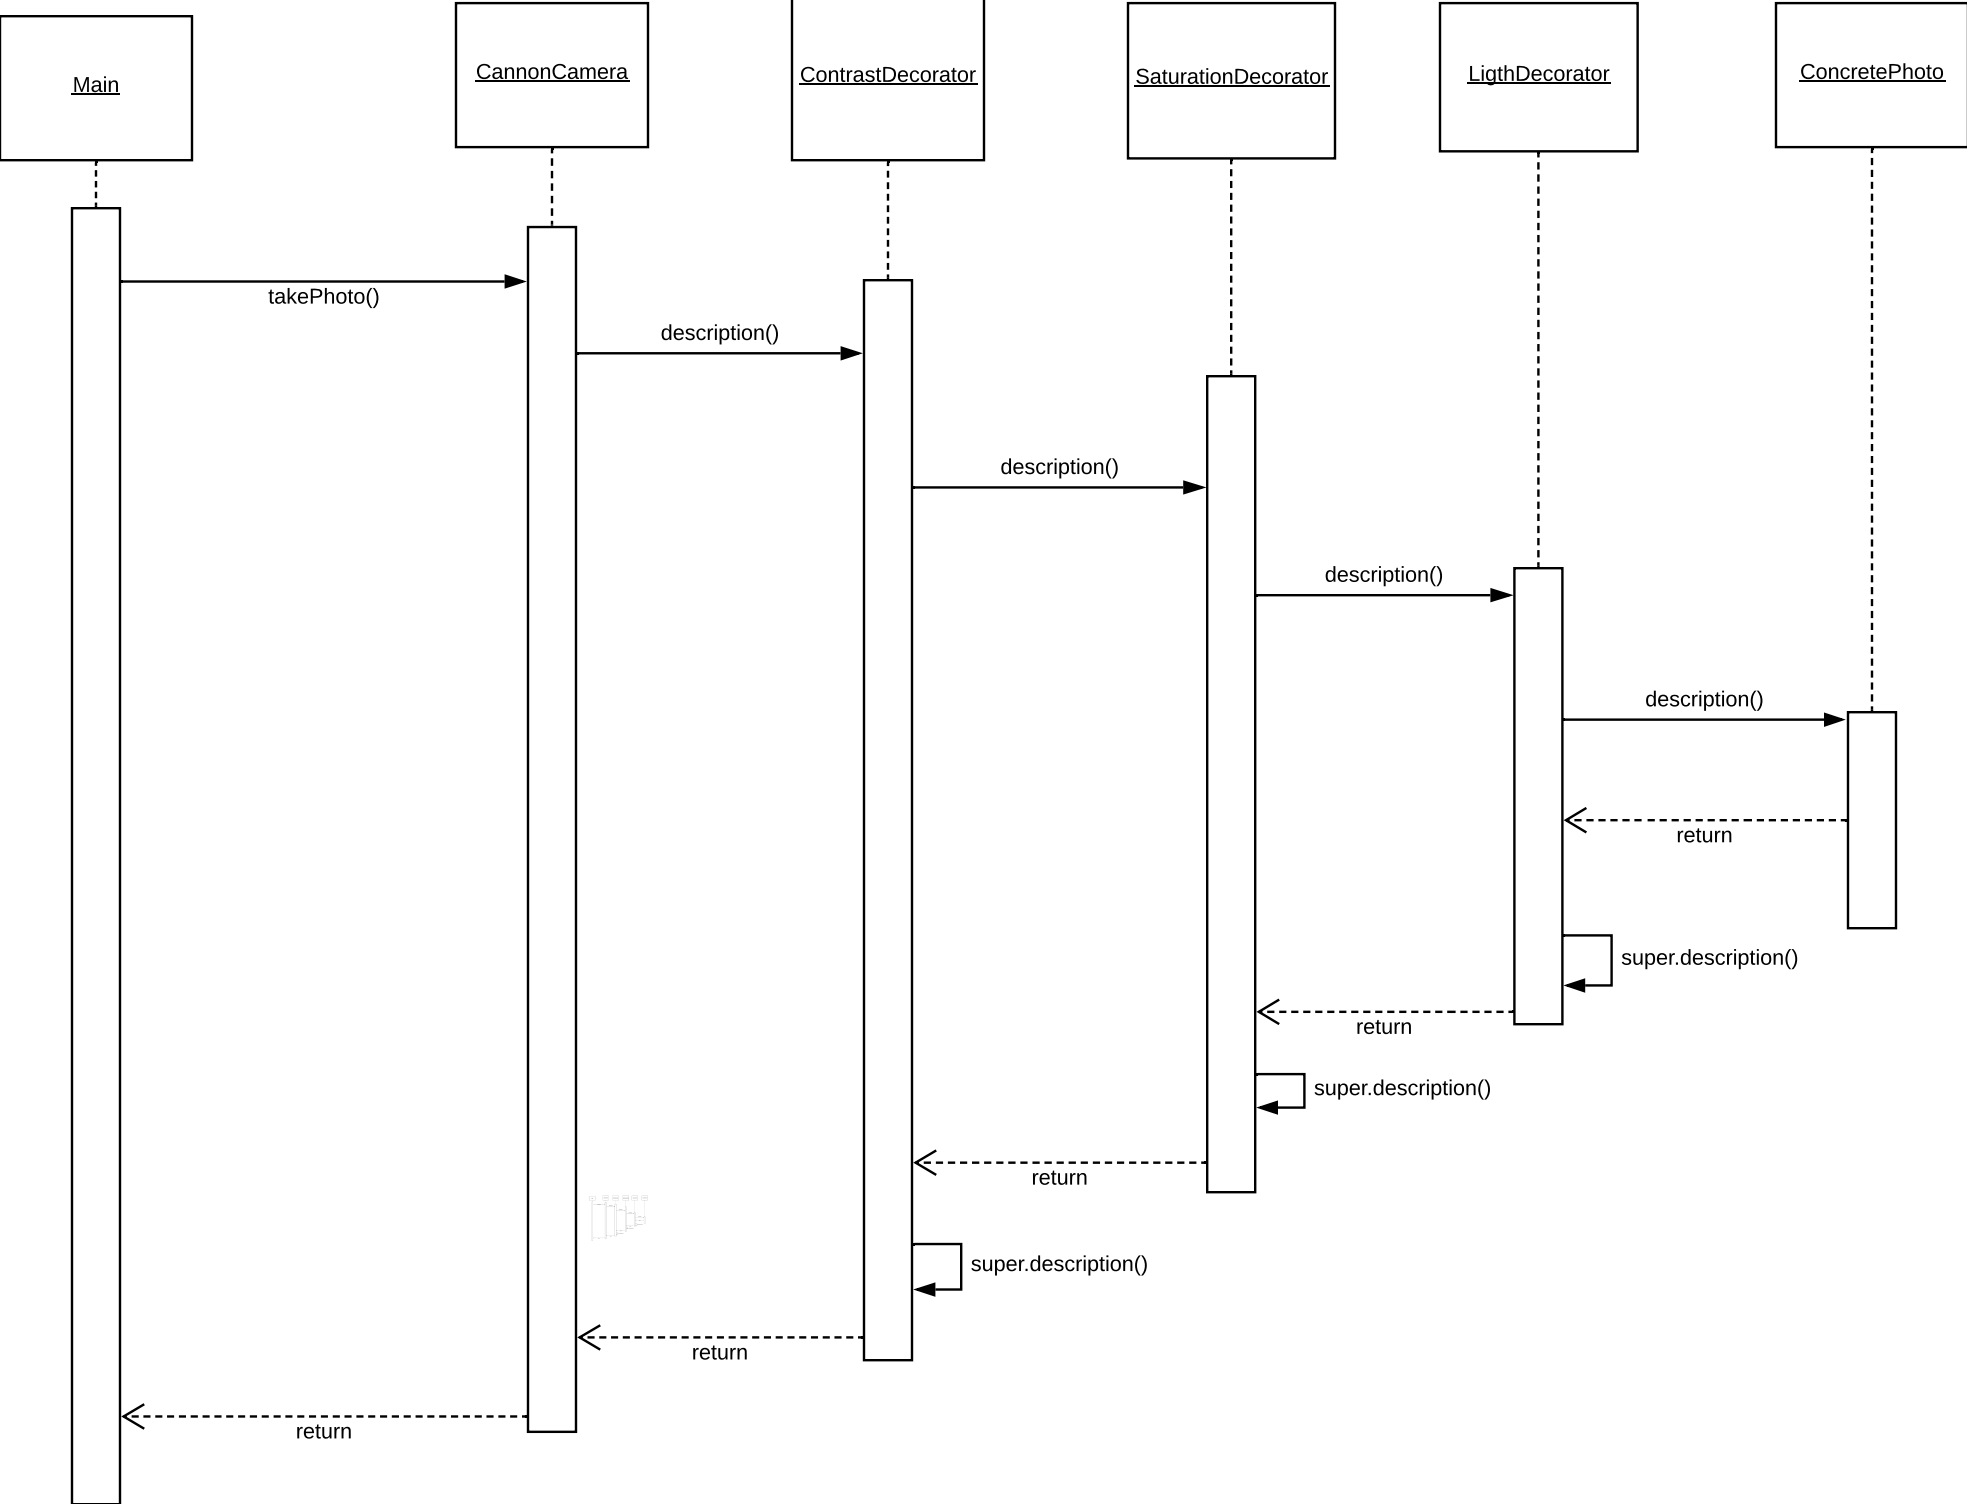 Main
CannonCamera
ContrastDecorator
SaturationDecorator
LigthDecorator
ConcretePhoto
takePhoto()
description()
description()
description()
description()
return
super.description()
return
super.description()
return
super.description()
return
return